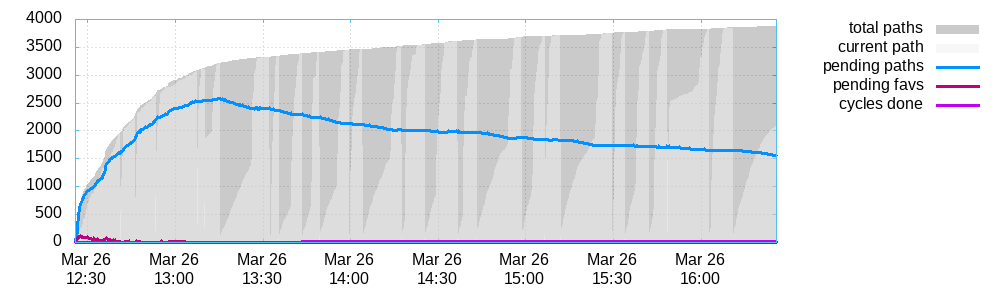 4000
3500
3000
2500
2000
1500
1000
500
0
Mar 26 12:30
Mar 26 13:00
Mar 26 13:30
Mar 26 14:00
Mar 26 14:30
Mar 26 15:00
Mar 26 15:30
Mar 26 16:00
total paths
current path
pending paths
pending favs
cycles done